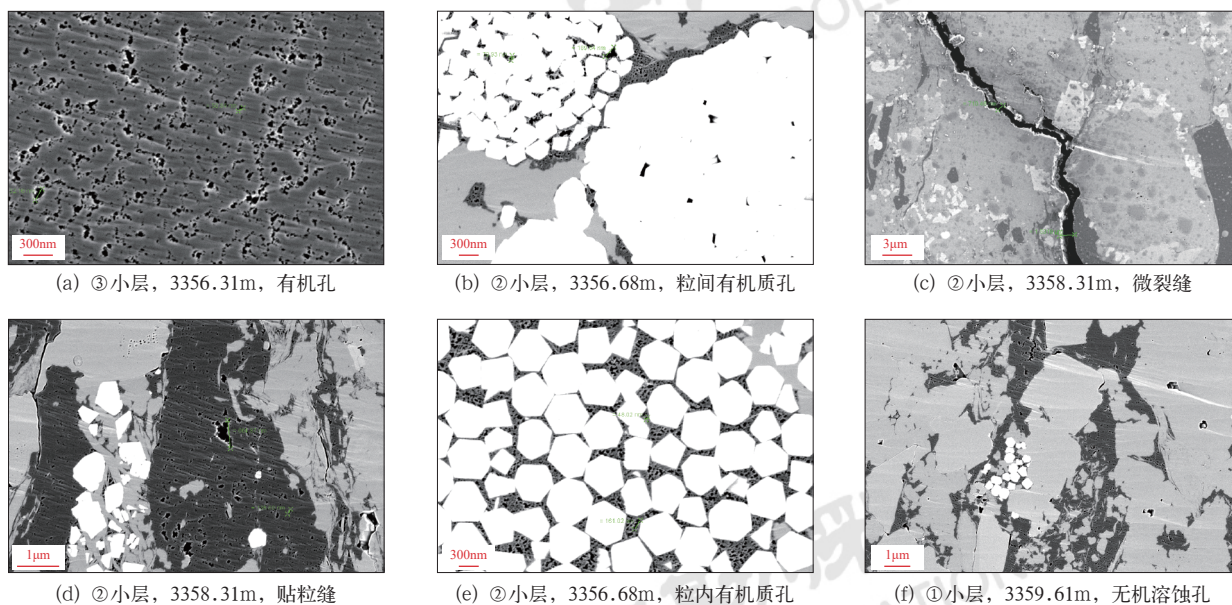 300nm
300nm
3μm
(a) ③小层，3356.31m，有机孔
(b) ②小层，3356.68m，粒间有机质孔
(c) ②小层，3358.31m，微裂缝
1μm
300nm
1μm
(d) ②小层，3358.31m，贴粒缝
(e) ②小层，3356.68m，粒内有机质孔
(f) ①小层，3359.61m，无机溶蚀孔